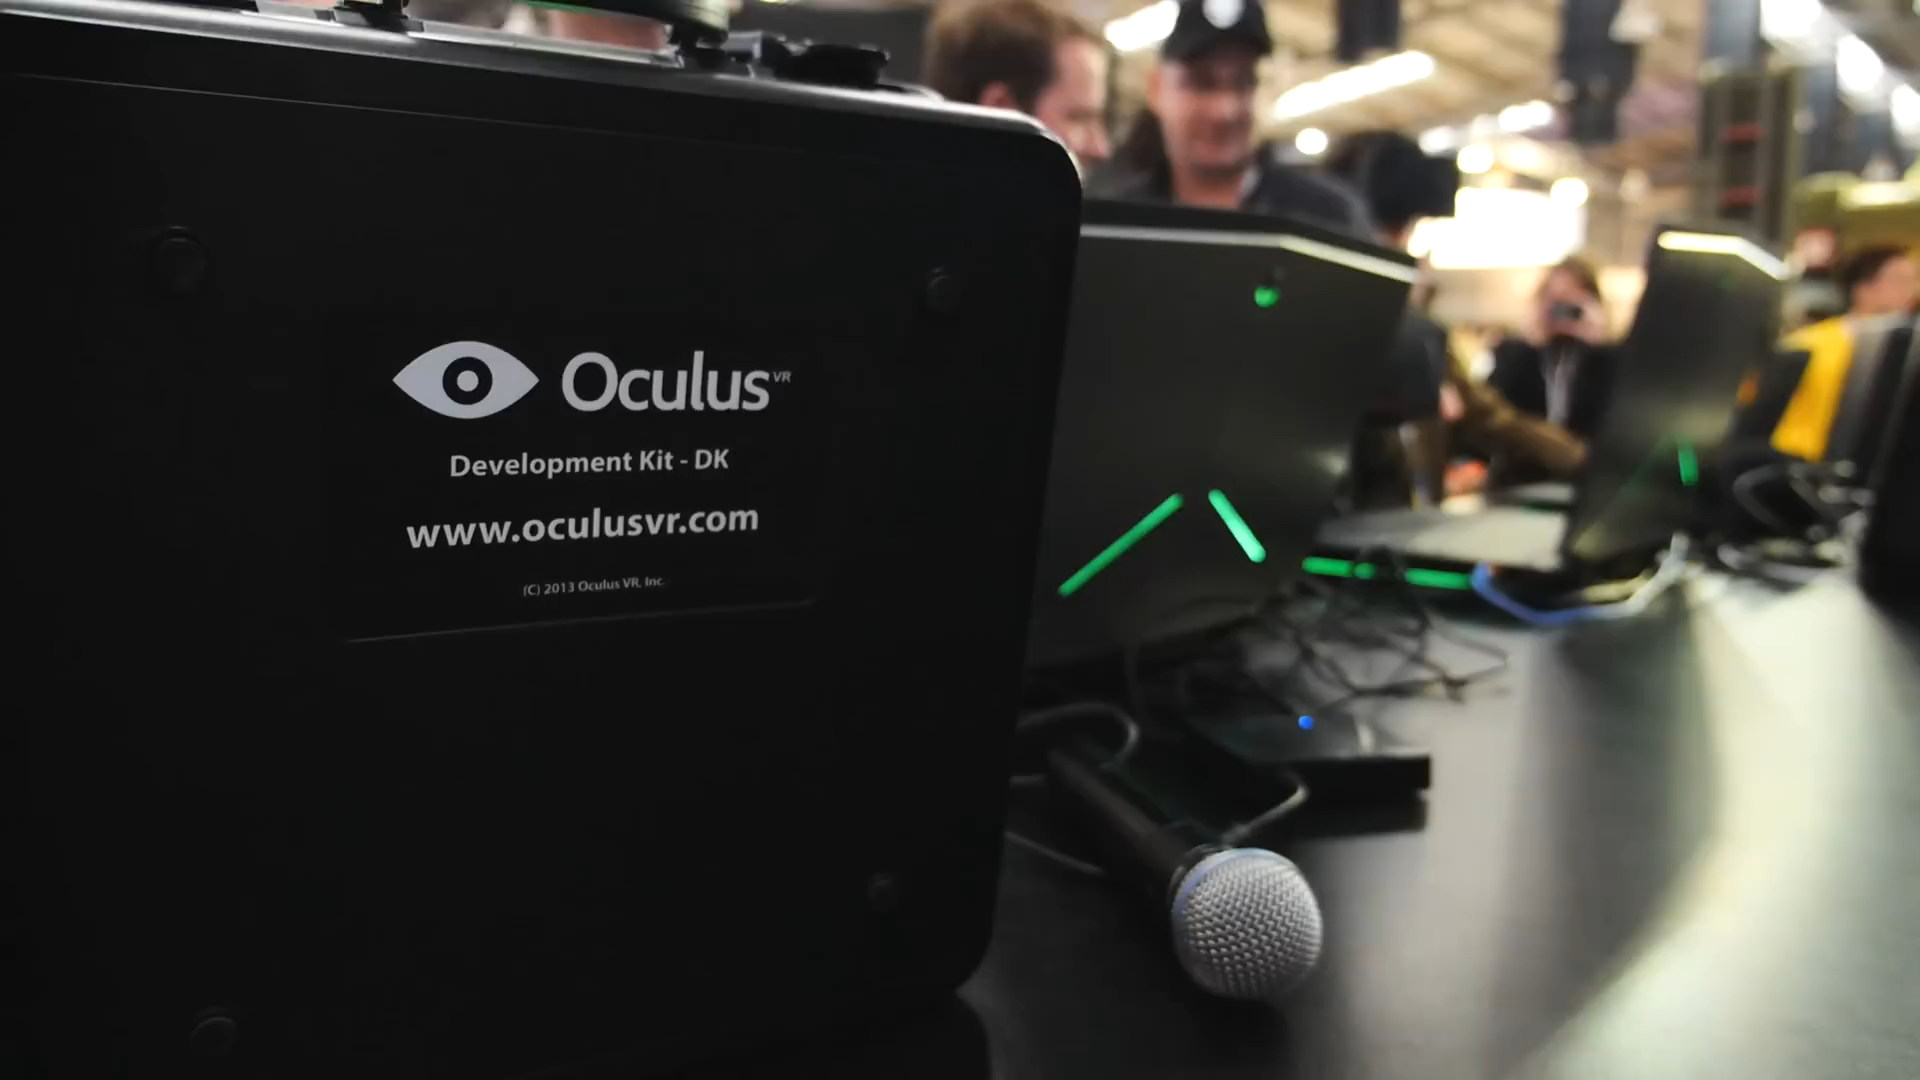 Oculus VR
Development Kit - DK
www.oculusvr.com
(C) 2013 Oculus VR, Inc.